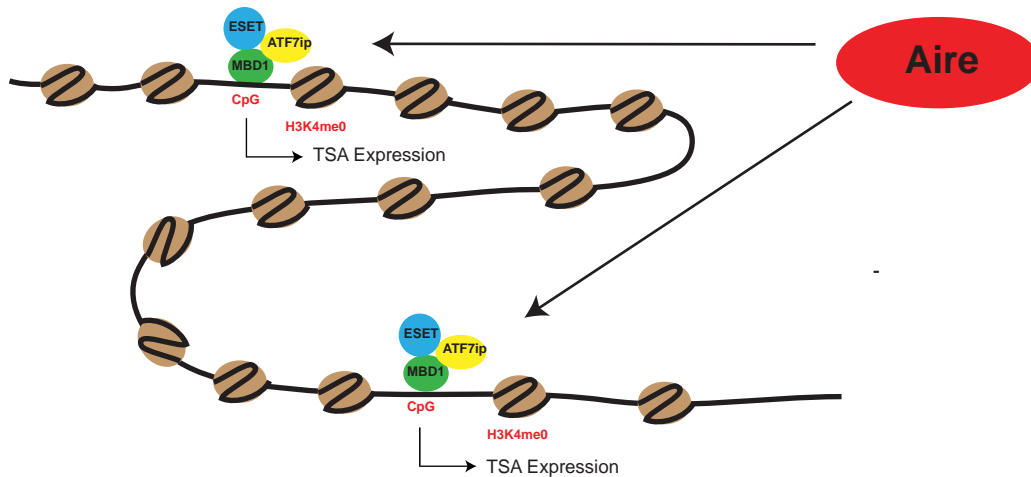 ESET
ATF7ip
MBD1
Aire
CpG
H3K4me0
TSA Expression
-
ESET
ATF7ip
MBD1
CpG
H3K4me0
TSA Expression